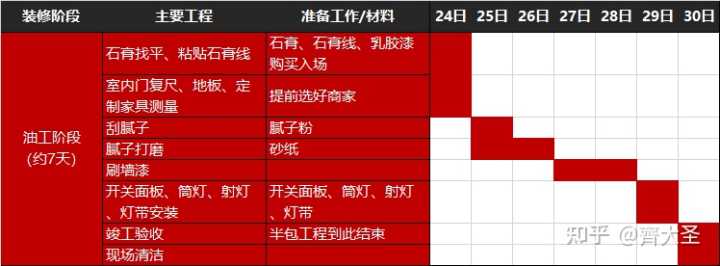 装修阶段 主要工程 准备工作/材料 24日 25日 26日 27日 28日 29日 30日
油工阶段
(约7天)
石膏找平、粘贴石膏线
石膏、石膏线、乳胶漆
购买入场
室内门复尺、地板、定
制家具测量
提前选好商家
刮腻子 腻子粉
腻子打磨 砂纸
刷墙漆
开关面板、筒灯、射灯
、灯带安装
开关面板、筒灯、射灯
、灯带
竣工验收 半包工程到此结束
现场清洁
知乎 @齊大圣